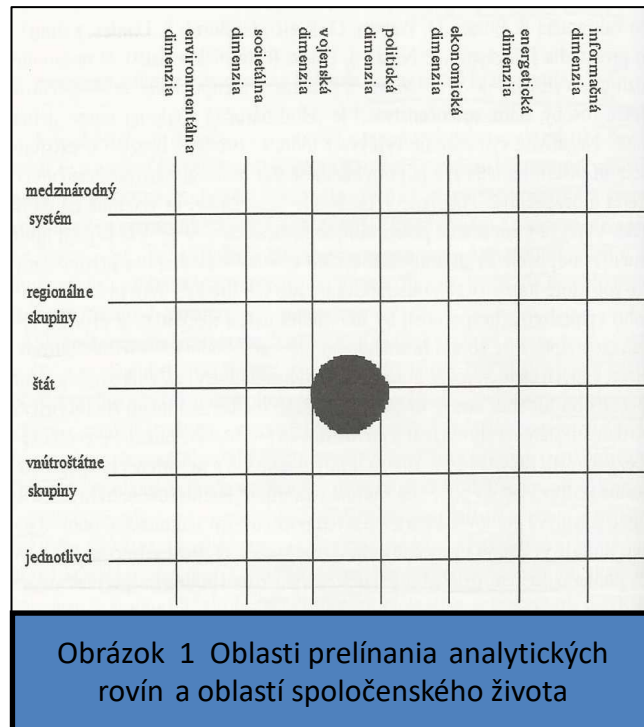 environmentálna
dimenzia
societálna
dimenzia
vojenská
dimenzia
politická
dimenzia
ekonomická
dimenzia
energetická
dimenzia
informačná
dimenzia
medzinárodný
systém
regionálne
skupiny
štát
vnútroštátne
skupiny
jednotlivci
Obrázok 1 Oblasti prelínania analytických
rovín a oblastí spoločenského života